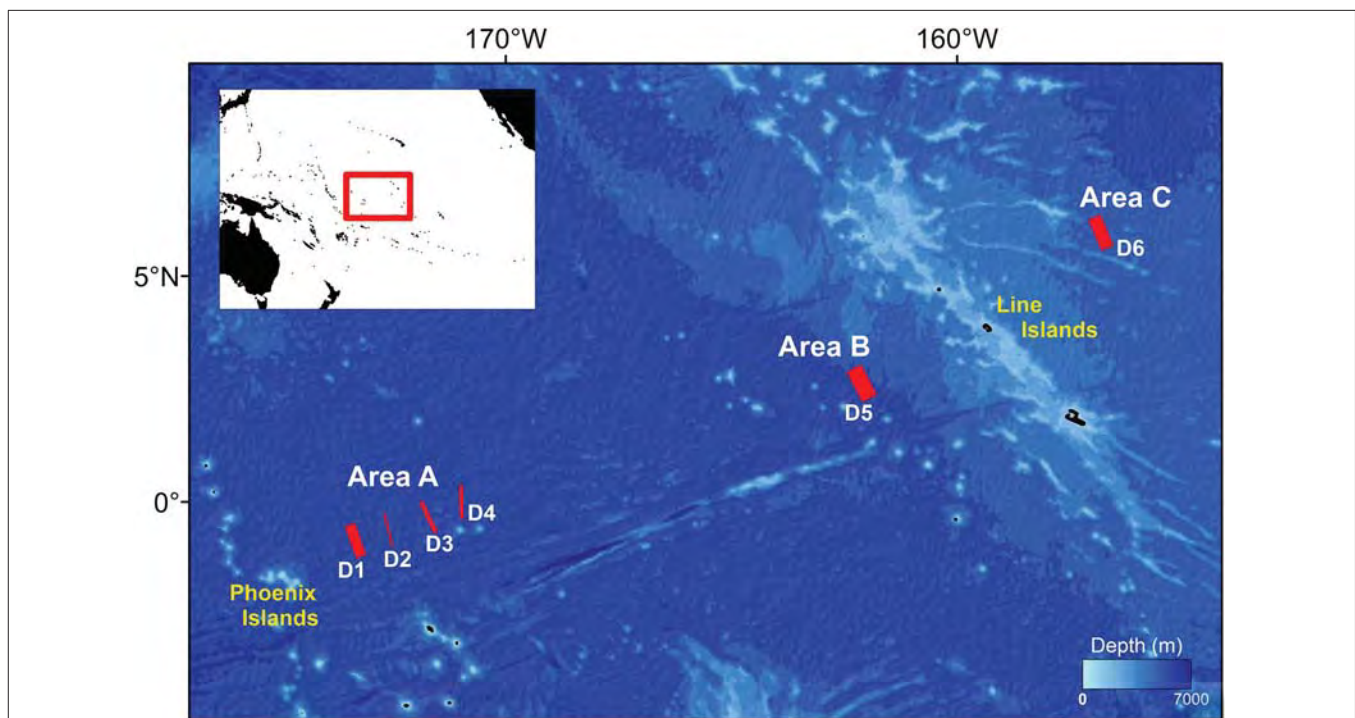 170°W
160°W
Area C
D6
5°N
Line
Islands
Area B
D5
Area A
0°
D4
D3
D2
D1
Phoenix
Islands
Depth (m)
0
7000